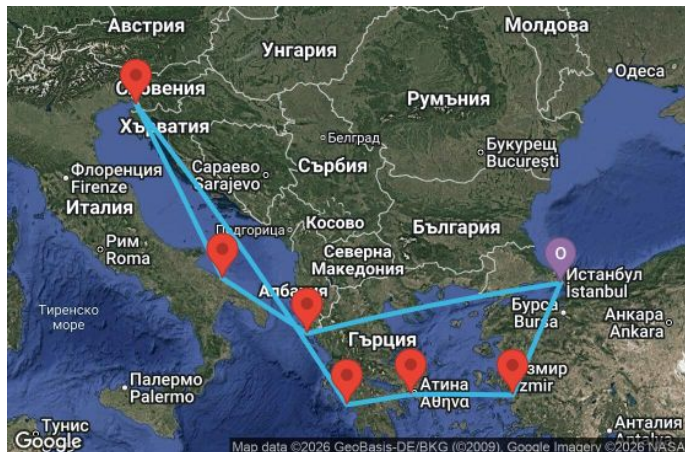 Австрия
Молдова
Унгария
Словения
Одеса
Румъния
Хърватия
Белград
Букурещ
București
Флоренция
Firenze
Сараево
Sarajevo
Сърбия
Италия
Подгорица
Косово
България
Рим
Roma
Северна
Македония
O
Истанбул
İstanbul
Албания
Тиренско
море
Бурса
Bursa
Анкара
Ankara
Гърция
Палермо
Palermo
Атина
Αθήνα
змир
zmir
Тунис
Анталия
Google
Map data ©2026 GeoBasis-DE/BKG (©2009), Google Imagery ©2026 NASA